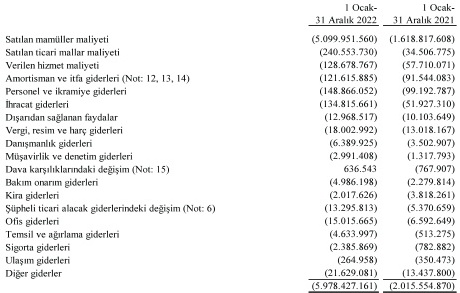 1 Ocak- 1 Ocak-
31 Aralık 2022 31 Aralık 2021
Satılan mamüller maliyeti (5.099.951.560) (1.618.817.608)
Satılan ticari mallar maliyeti (240.553.730) (34.506.775)
Verilen hizmet maliyeti (128.678.767) (57.710.071)
Amortisman ve itfa giderleri (Not: 12, 13, 14) (121.615.885) (91.544.083)
Personel ve ikramiye giderleri (148.866.052) (99.192.787)
İhracat giderleri (134.815.661) (51.927.310)
Dışarıdan sağlanan faydalar (12.968.517) (10.103.649)
Vergi, resim ve harç giderleri (18.002.992) (13.018.167)
Danışmanlık giderleri (6.389.925) (3.502.907)
Müşavirlik ve denetim giderleri (2.991.408) (1.317.793)
Dava karşılıklarındaki değişim (Not: 15) 636.543 (767.907)
Bakım onarım giderleri (4.986.198) (2.279.814)
Kira giderleri (2.017.626) (3.818.261)
Şüpheli ticari alacak giderlerindeki değişim (Not: 6) (13.295.813) (5.370.659)
Ofis giderleri (15.015.665) (6.592.649)
Temsil ve ağırlama giderleri (4.633.997) (513.275)
Sigorta giderleri (2.385.869) (782.882)
Ulaşım giderleri (264.958) (350.473)
Diğer giderler (21.629.081) (13.437.800)
(5.978.427.161) (2.015.554.870)